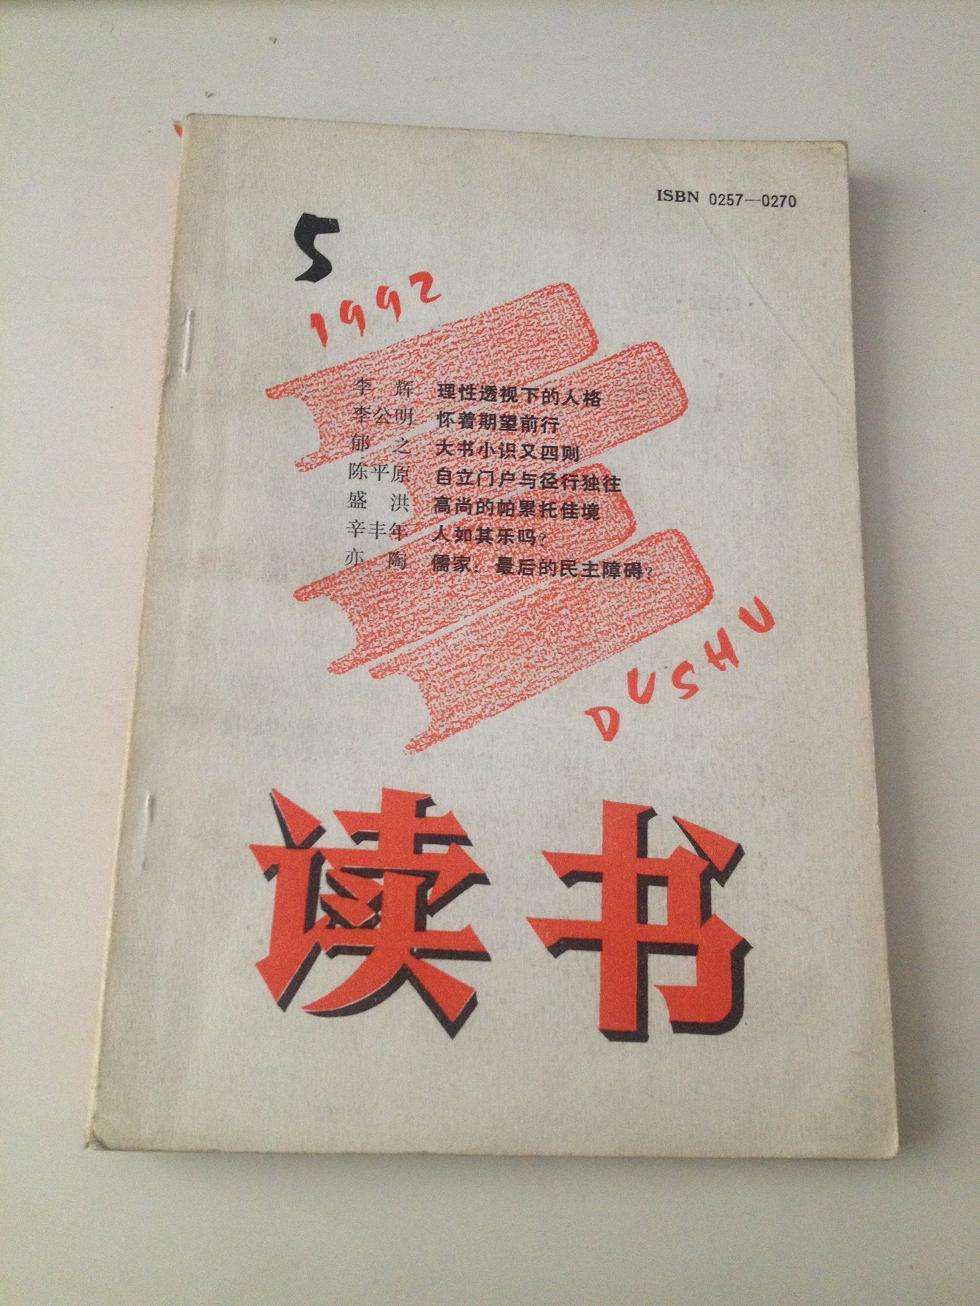 ISBN 0257—0270
5
1992
李 辉 理性透视下的人格
李公明 怀着期望前行
郁 之 大书小识又四则
陈平原 自立门户与径行独往
盛 洪 高尚的帕累托佳境
辛丰年 人如其乐吗?
亦 陶 儒家:最后的民主障碍?
DUSHU
读书